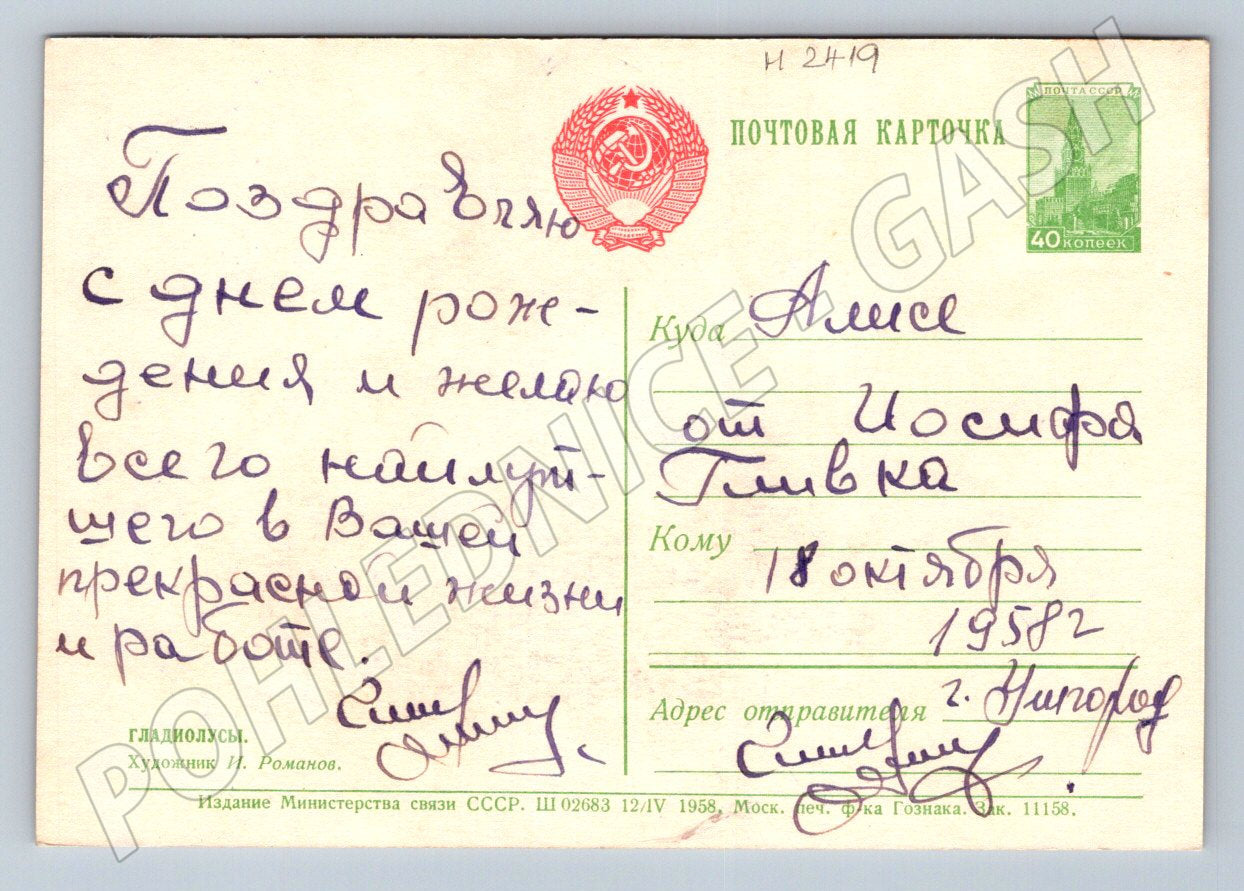 н 2419
ПОЧТОВАЯ КАРТОЧКА
ПОЧТА СССР
40 КОПЕЕК
Поздравляю
с днем рож-
дения и желаю
всего наилут-
шего в Вашей
прекрасной жизни
и работе.
ГЛАДИОЛУСЫ.
Художник И. Романов.
Куда Алисе
от Иосифа
Гливка
Кому
18 октября
1958 г
Адрес отправителя г. Ужгород
Издание Министерства связи СССР. Ш 02683 12/IV 1958. Моск. печ. ф-ка Гознака. Зак. 11158.
POHLEDNICE - GASH